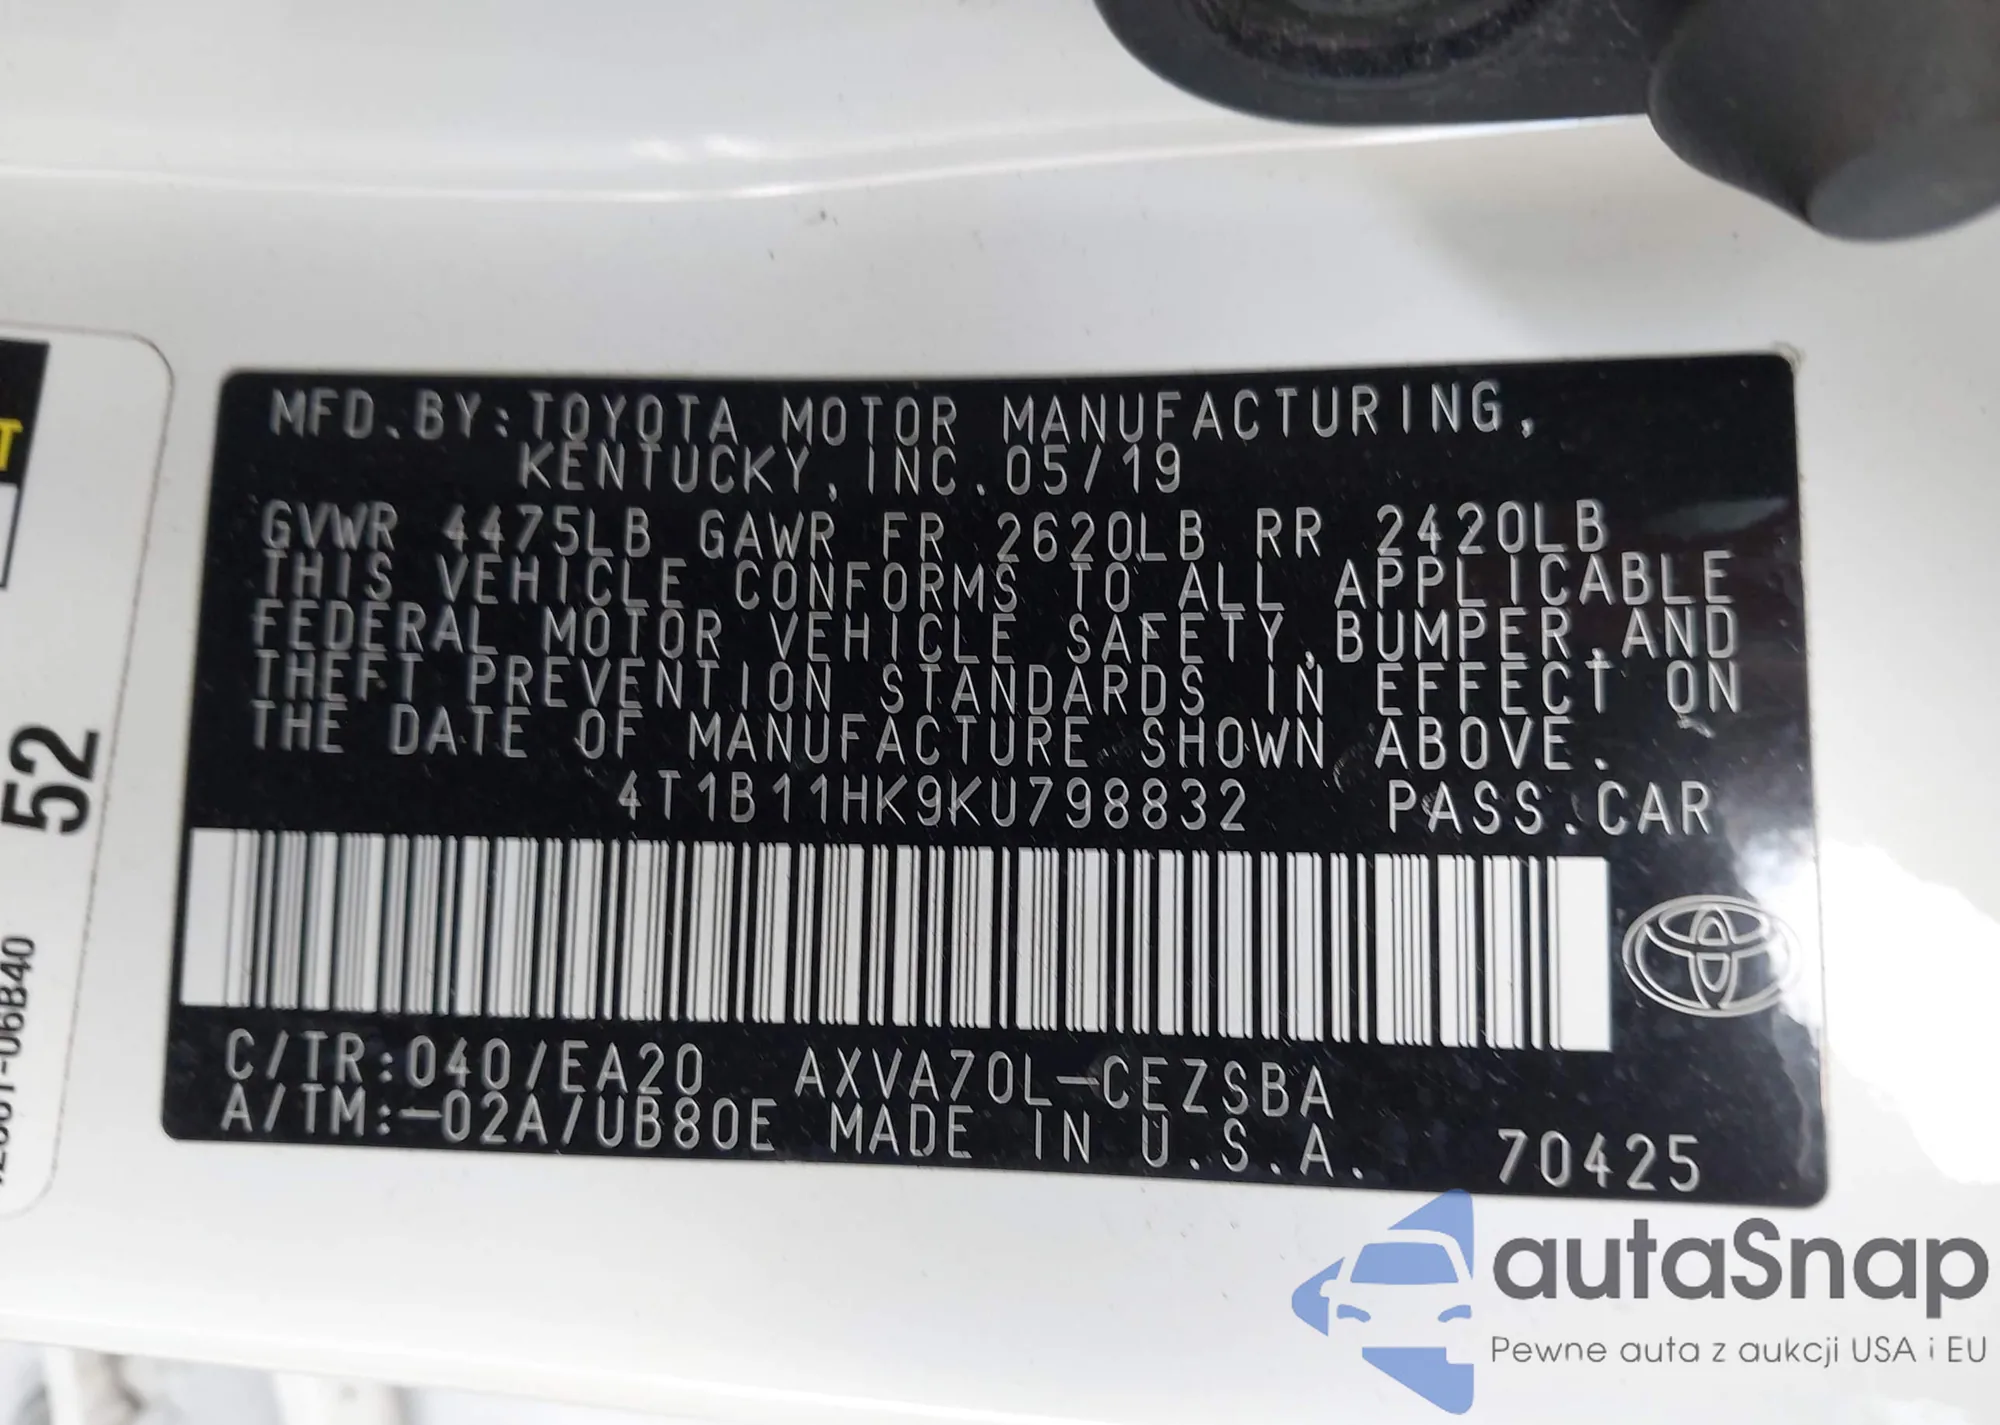 MFD.BY:TOYOTA MOTOR MANUFACTURING,
KENTUCKY, INC.05/19
GVWR 4475LB GAWR FR 2620LB RR 2420LB
THIS VEHICLE CONFORMS TO ALL APPLICABLE
FEDERAL MOTOR VEHICLE SAFETY,BUMPER,AND
THEFT PREVENTION STANDARDS IN EFFECT ON
THE DATE OF MANUFACTURE SHOWN ABOVE.
4T1B11HK9KU798832 PASS.CAR
C/TR:040/EA20 AXVA70L-CEZSBA
A/TM:-02A/UB80E MADE IN U.S.A. 70425
T
52
autaSnap
Pewne auta z aukcji USA i EU